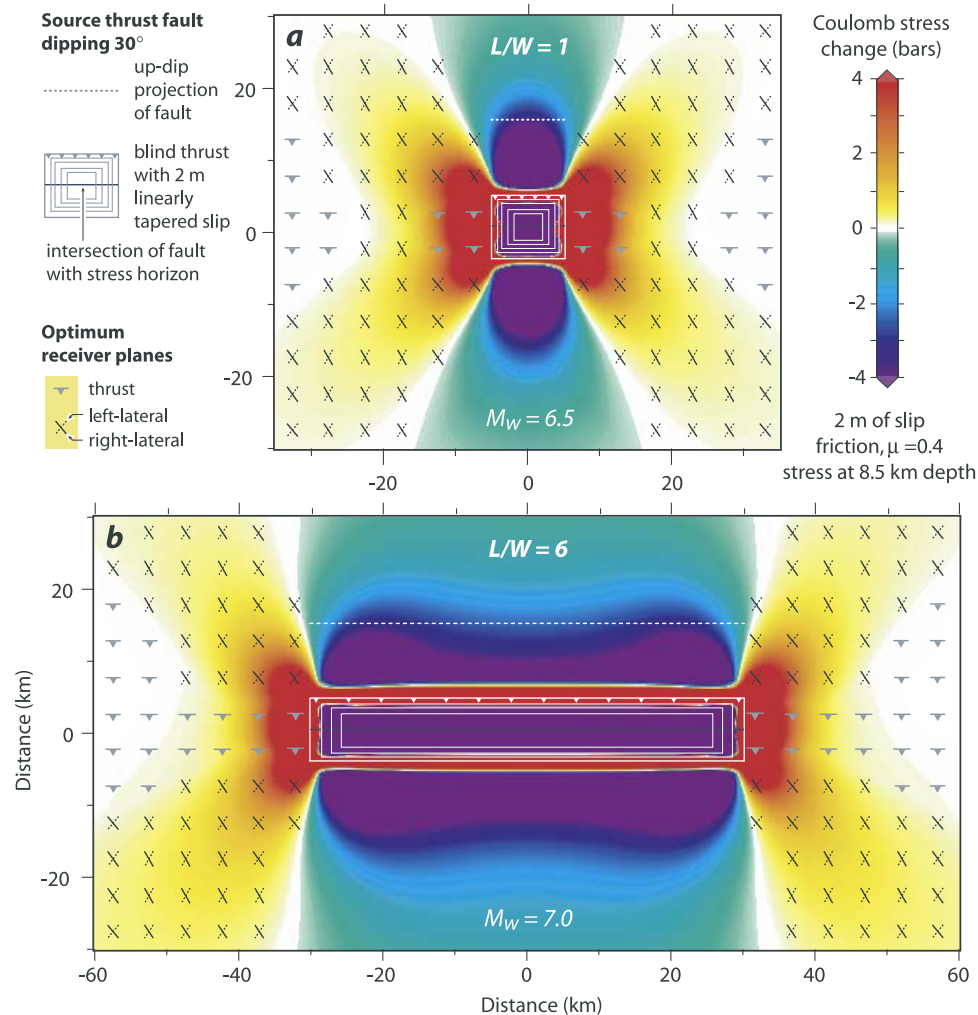 Source thrust fault
dipping 30°
up-dip
projection
of fault
blind thrust
with 2 m
linearly
tapered slip
intersection of fault
with stress horizon
Optimum
receiver planes
thrust
left-lateral
right-lateral
a
L/W = 1
20
0
-20
Mw = 6.5
-20
0
20
Coulomb stress
change (bars)
4
2
0
-2
-4
2 m of slip
friction, μ =0.4
stress at 8.5 km depth
b
L/W = 6
20
0
-20
Distance (km)
Mw = 7.0
-60
-40
-20
0
20
40
60
Distance (km)